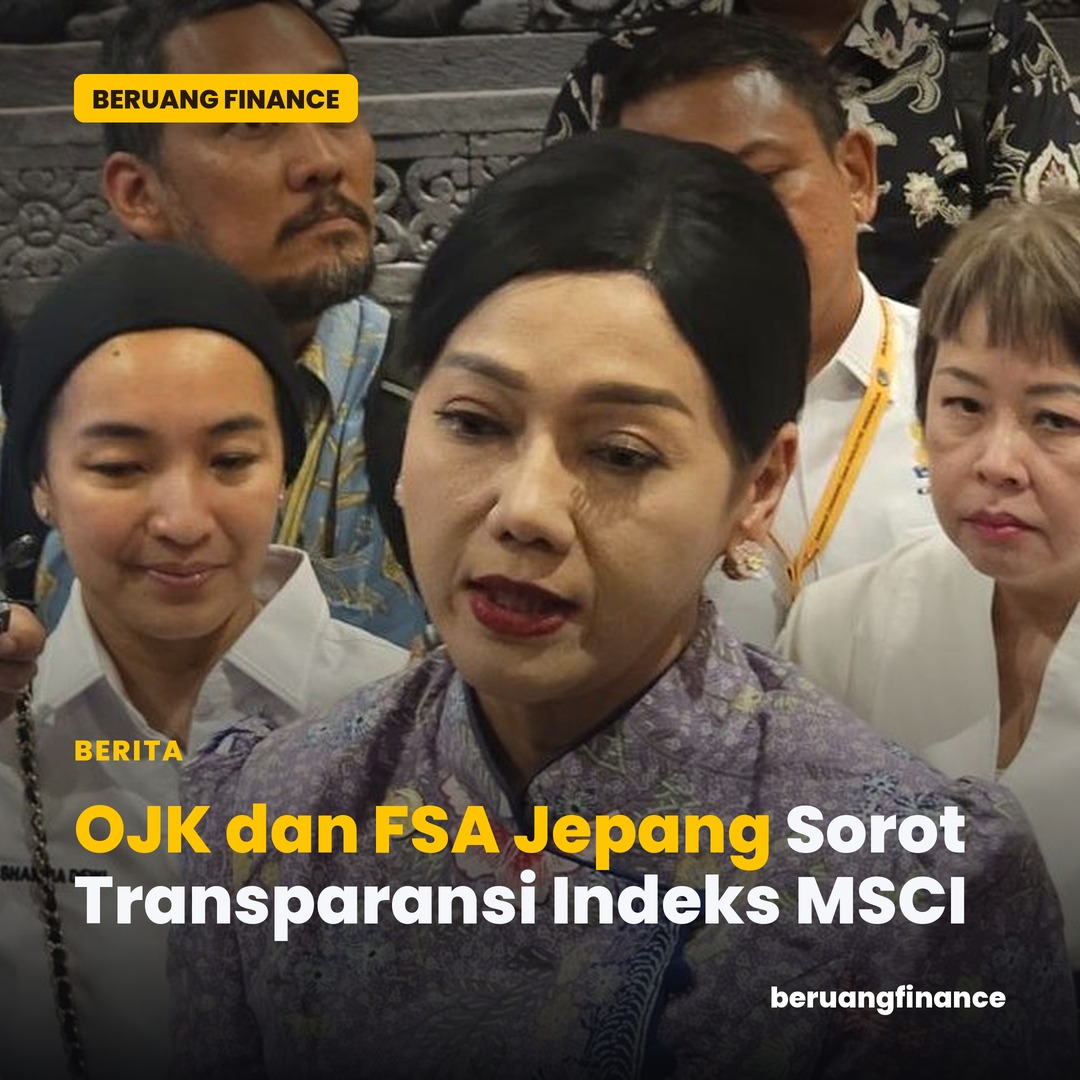 BERUANG FINANCE
BERITA
OJK dan FSA Jepang Sorot
Transparansi Indeks MSCI
beruangfinance